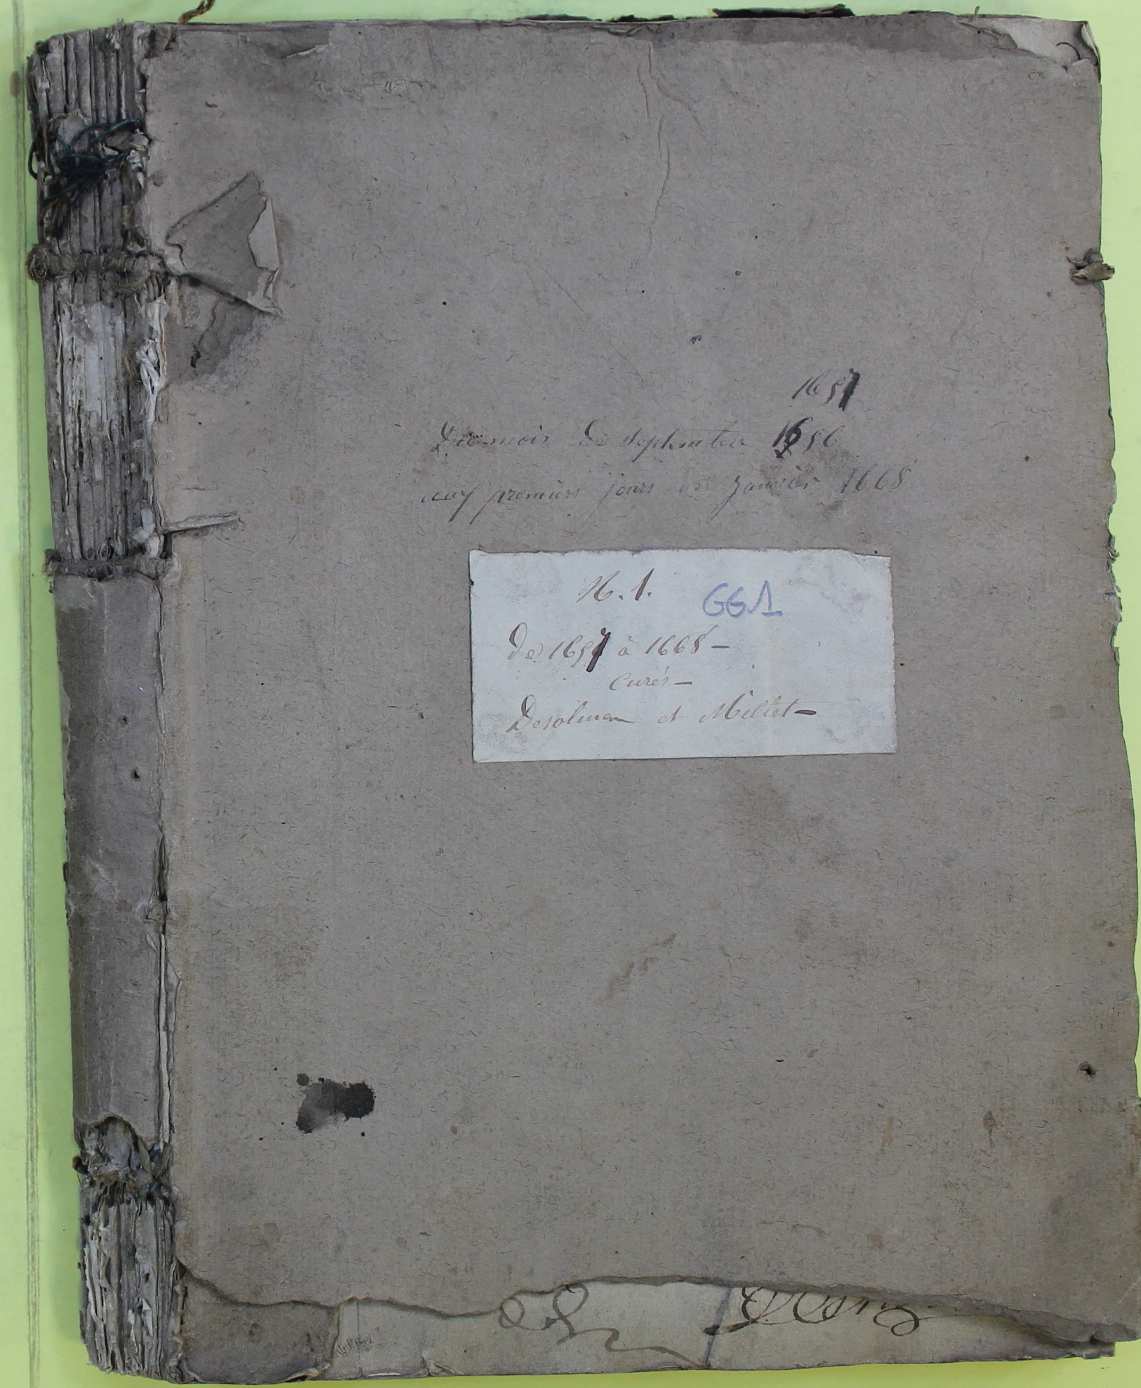 1657
Du mois de Septembre 1656
aux premiers jours de Janvier 1668
N. 1. GG1
De 1657 à 1668 –
Curés –
et Millet –